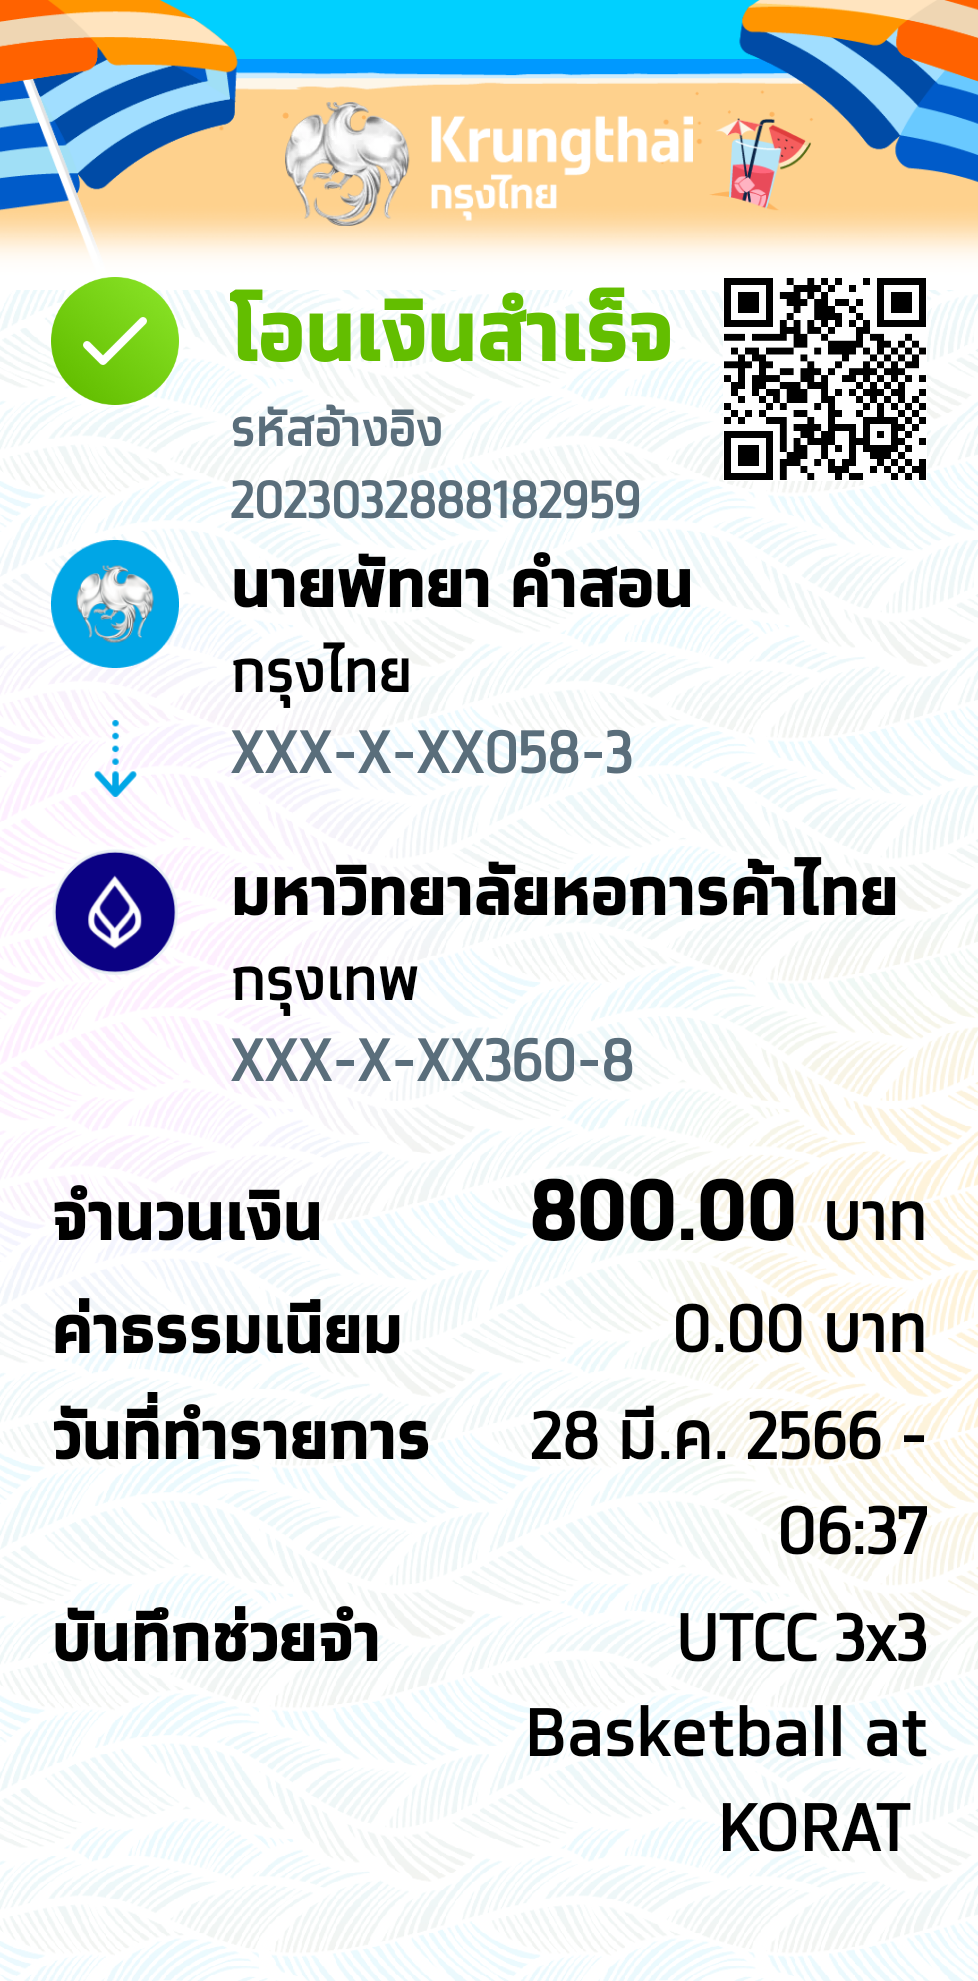 Krungthai
กรุงไทย
โอนเงินสำเร็จ
รหัสอ้างอิง
2023032888182959
นายพัทยา คำสอน
กรุงไทย
XXX-X-XX058-3
มหาวิทยาลัยหอการค้าไทย
กรุงเทพ
XXX-X-XX360-8
จำนวนเงิน 800.00 บาท
ค่าธรรมเนียม 0.00 บาท
วันที่ทำรายการ 28 มี.ค. 2566 -
06:37
บันทึกช่วยจำ UTCC 3x3
Basketball at
KORAT